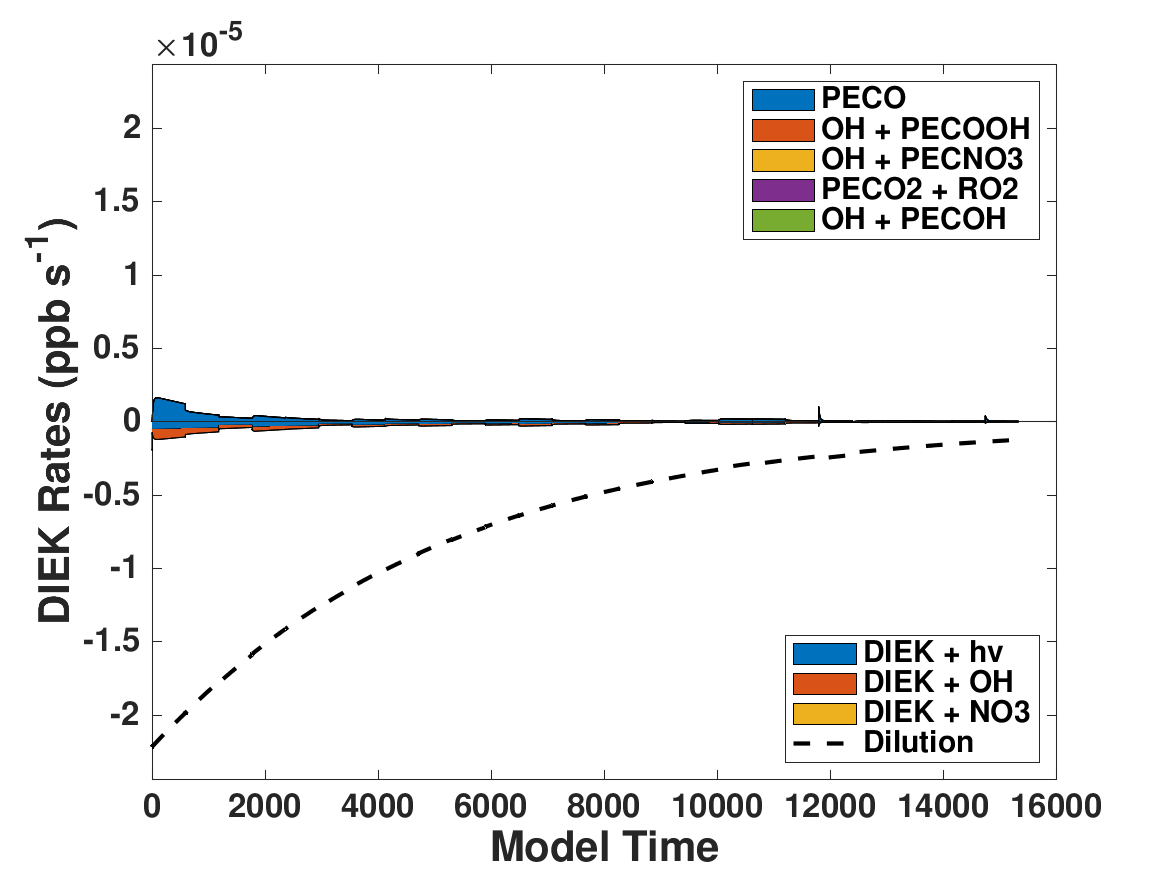 ×10-5
2
1.5
1
0.5
0
-0.5
-1
-1.5
-2
DIEK Rates (ppb s-1)
PECO
OH + PECOOH
OH + PECNO3
PECO2 + RO2
OH + PECOH
DIEK + hv
DIEK + OH
DIEK + NO3
Dilution
0 2000 4000 6000 8000 10000 12000 14000 16000
Model Time